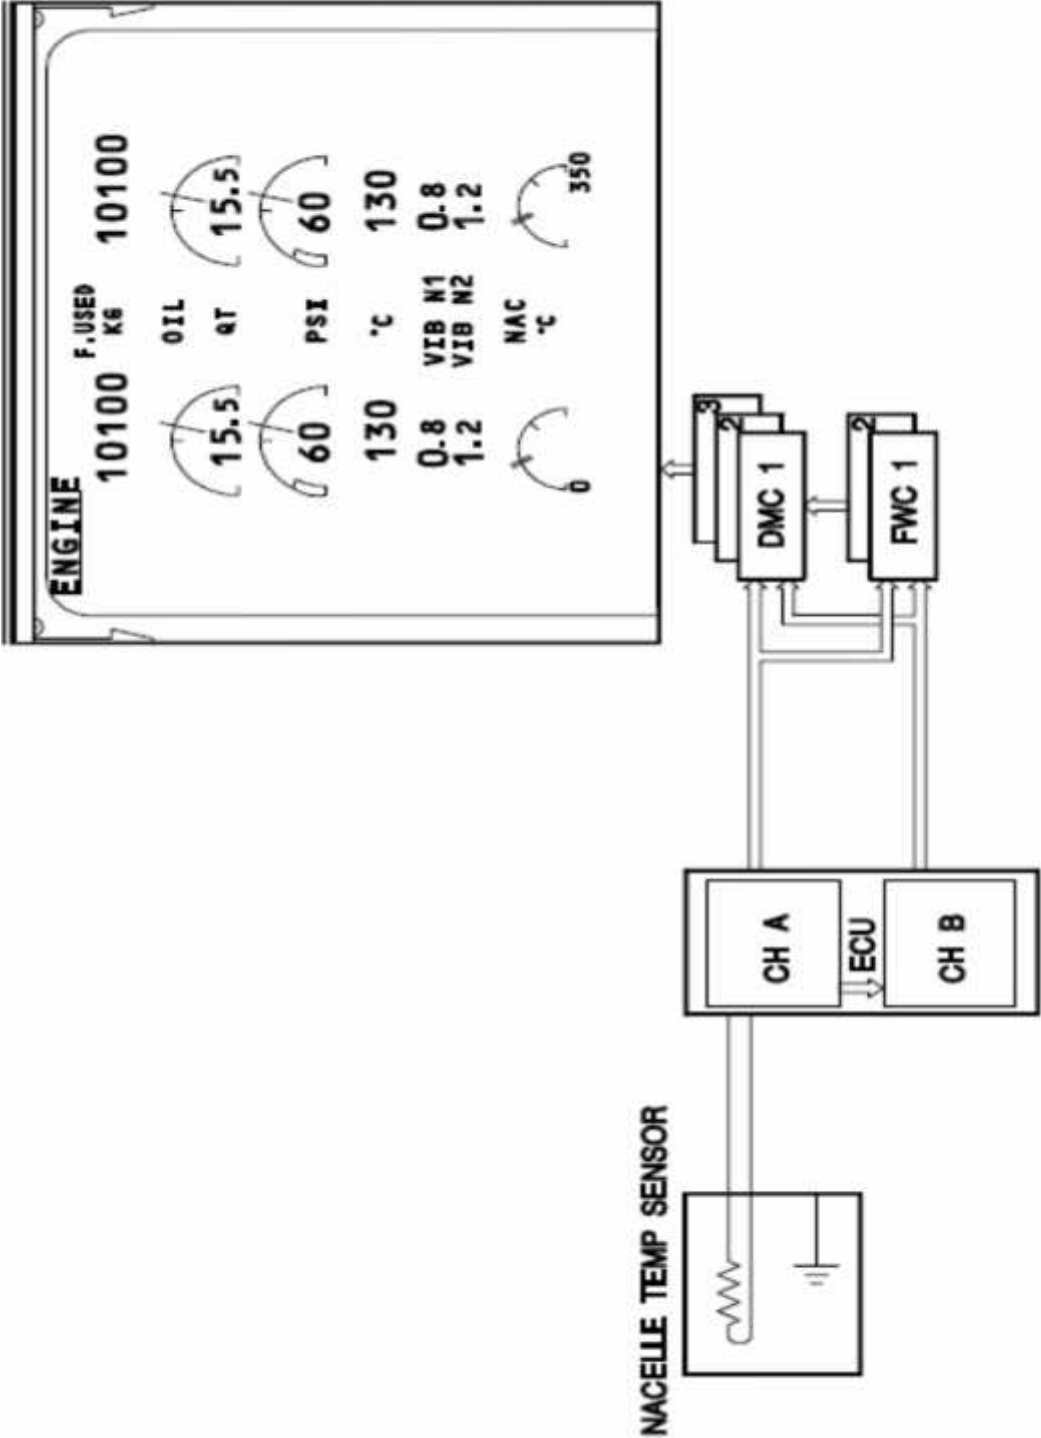 ENGINE
F.USED
10100 KG 10100
OIL
15.5 QT 15.5
60 PSI 60
130 °C 130
0.8 VIB N1 0.8
1.2 VIB N2 1.2
NAC
°C
0 350
3
2
DMC 1
2
FWC 1
CH A
ECU
CH B
NACELLE TEMP SENSOR